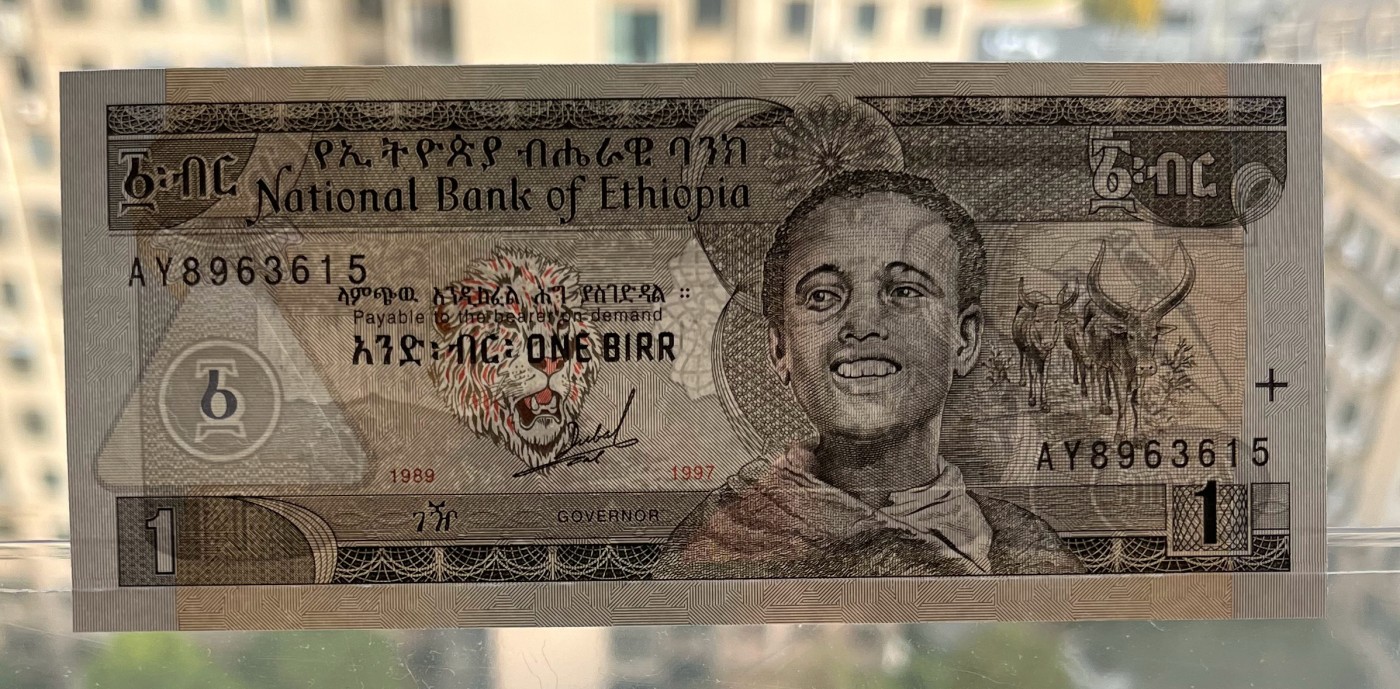 የኢትዮጵያ ብሔራዊ ባንክ
፩፡ብር
፩፡ብር
National Bank of Ethiopia
AY8963615
ላምጭው እንዲከፈል ሕግ ያስገድዳል ።
Payable to the bearer on demand
አንድ፡ብር፡ ONE BIRR
፩
AY8963615
1989
1997
1
ገዥ
GOVERNOR
1